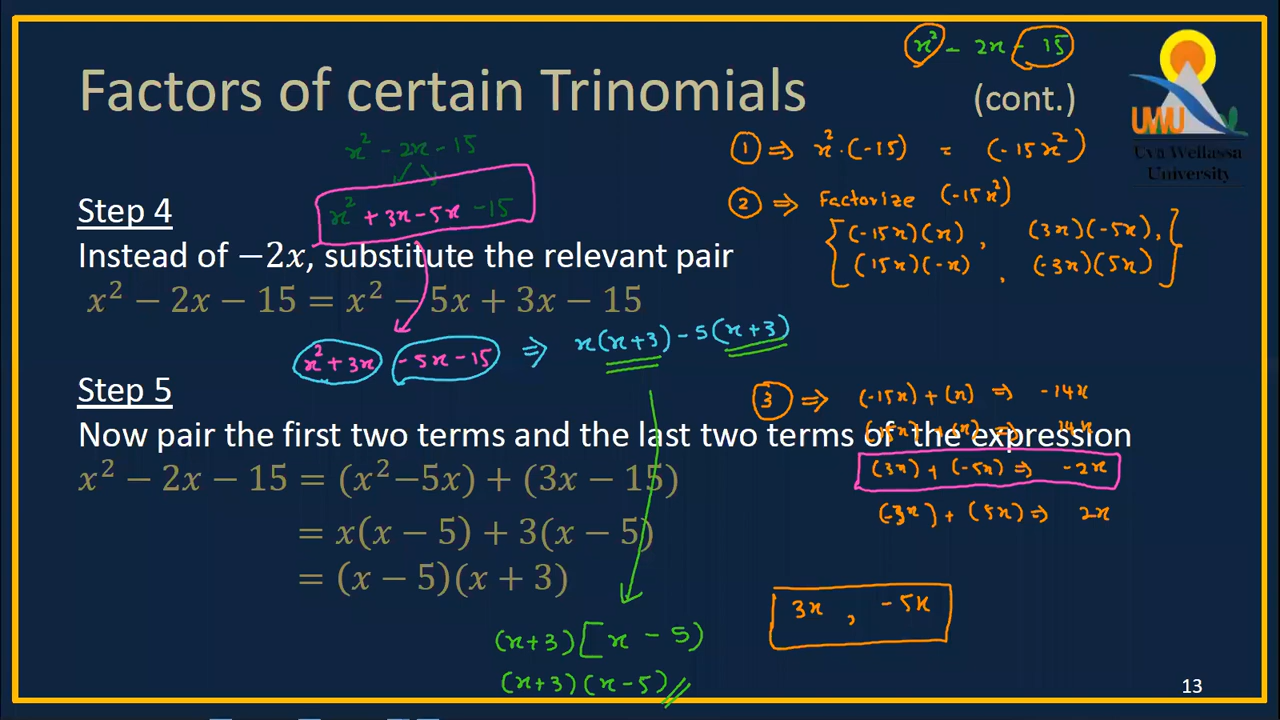 x² - 2x - 15
Factors of certain Trinomials (cont.)
UWU
Uva Wellassa
University
x² - 2x - 15
x² + 3x - 5x - 15
① ⇒ x² · (-15) = (-15x²)
② ⇒ Factorize (-15x²)
{ (-15x)(x) , (3x)(-5x),
(15x)(-x) , (-3x)(5x) }
Step 4
Instead of −2x, substitute the relevant pair
x² − 2x − 15 = x² − 5x + 3x − 15
x² + 3x - 5x - 15 ⇒ x(x+3) - 5(x+3)
Step 5
Now pair the first two terms and the last two terms of the expression
x² − 2x − 15 = (x²−5x) + (3x − 15)
= x(x − 5) + 3(x − 5)
= (x − 5)(x + 3)
③ ⇒ (-15x) + (x) ⇒ -14x
14x
(3x) + (-5x) ⇒ -2x
(-3x) + (5x) ⇒ 2x
3x , -5x
(x+3)[x - 5)
(x+3)(x-5)
13